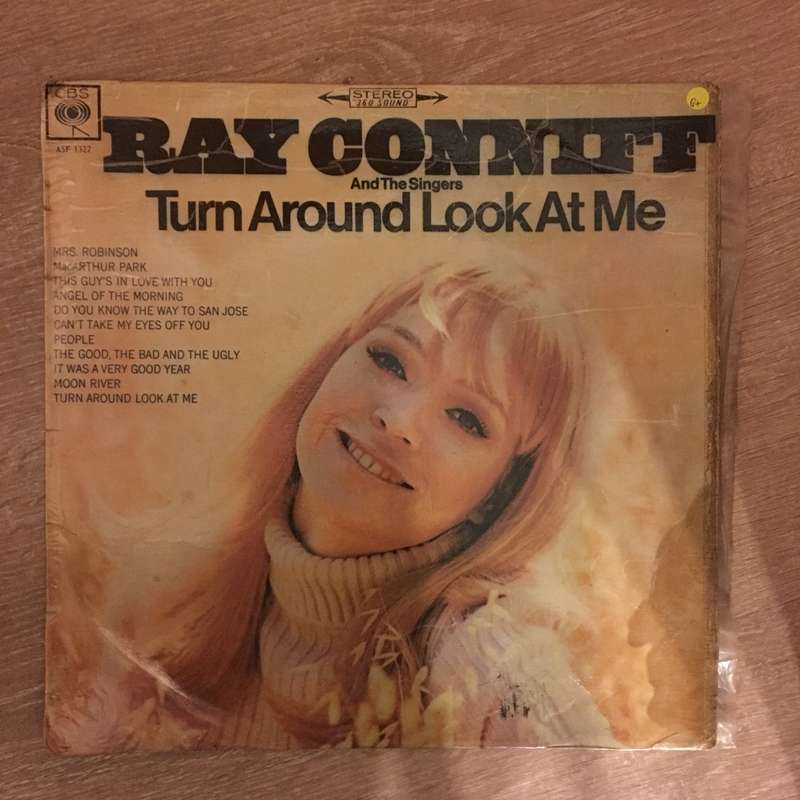 CBS
STEREO
"360 SOUND"
G+
ASF 1327
RAY CONNIFF
And The Singers
Turn Around Look At Me
MRS. ROBINSON
MacARTHUR PARK
THIS GUY'S IN LOVE WITH YOU
ANGEL OF THE MORNING
DO YOU KNOW THE WAY TO SAN JOSE
CAN'T TAKE MY EYES OFF YOU
PEOPLE
THE GOOD, THE BAD AND THE UGLY
IT WAS A VERY GOOD YEAR
MOON RIVER
TURN AROUND LOOK AT ME